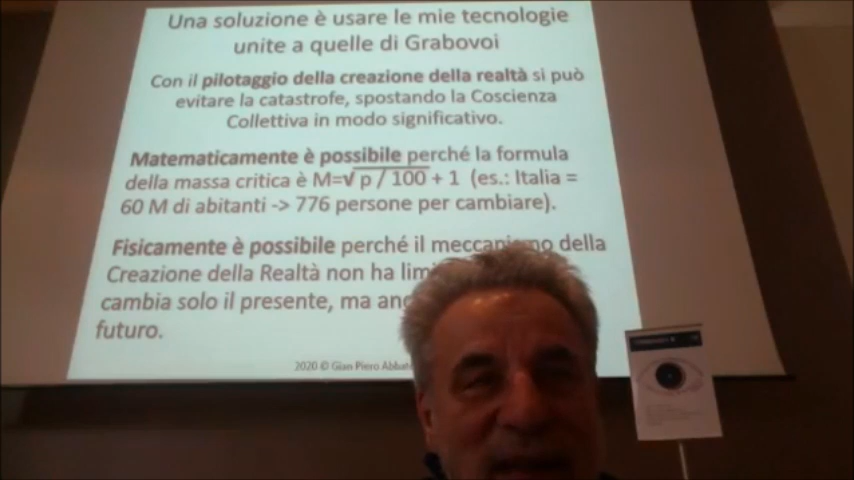 Una soluzione è usare le mie tecnologie
unite a quelle di Grabovoi
Con il pilotaggio della creazione della realtà si può
evitare la catastrofe, spostando la Coscienza
Collettiva in modo significativo.
Matematicamente è possibile perché la formula
della massa critica è M=√ p / 100 + 1 (es.: Italia =
60 M di abitanti -> 776 persone per cambiare).
Fisicamente è possibile perché il meccanismo della
Creazione della Realtà non ha
cambia solo il presente, ma
futuro.
2020 © Gian Piero